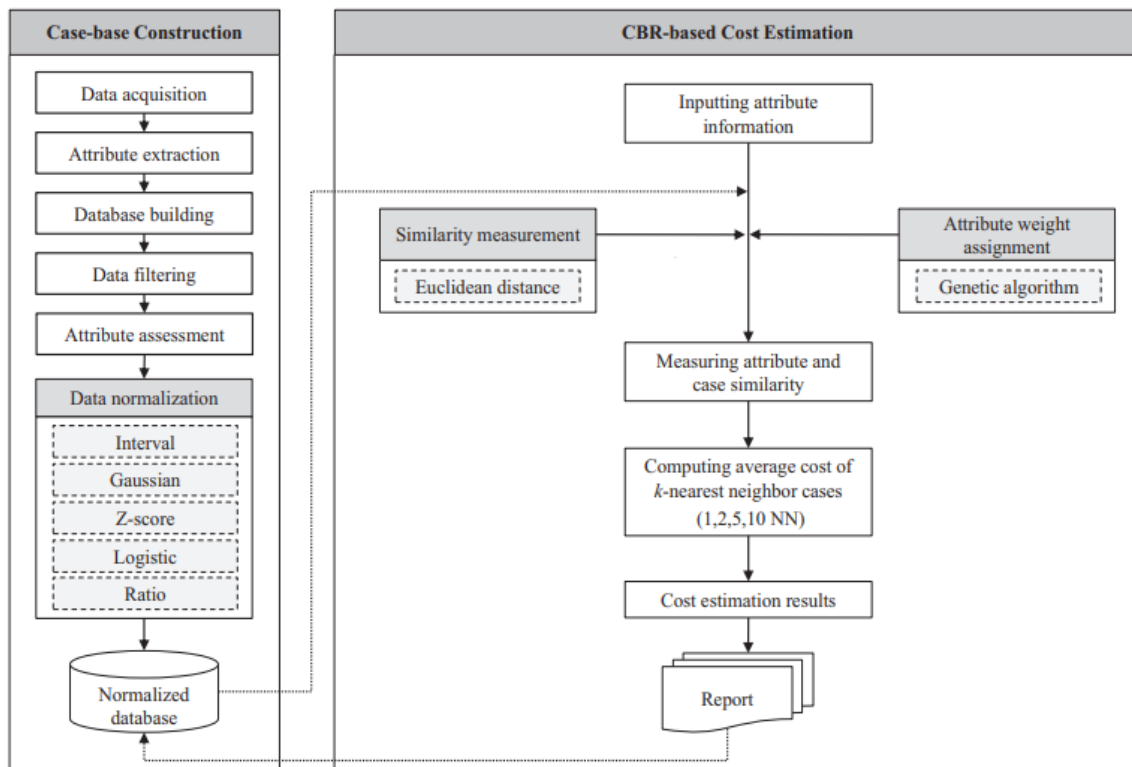 Case-base Construction
Data acquisition
Attribute extraction
Database building
Data filtering
Attribute assessment
Data normalization
Interval
Gaussian
Z-score
Logistic
Ratio
Normalized
database
CBR-based Cost Estimation
Inputting attribute
information
Similarity measurement
Euclidean distance
Attribute weight
assignment
Genetic algorithm
Measuring attribute and
case similarity
Computing average cost of
k-nearest neighbor cases
(1,2,5,10 NN)
Cost estimation results
Report